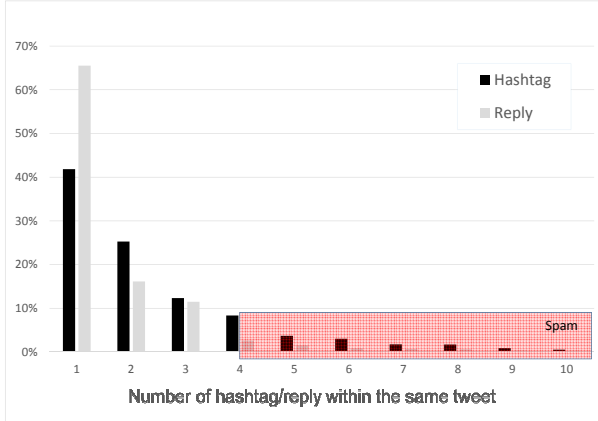 70%
60%
50%
40%
30%
20%
10%
0%
Hashtag
Reply
Spam
1 2 3 4 5 6 7 8 9 10
Number of hashtag/reply within the same tweet